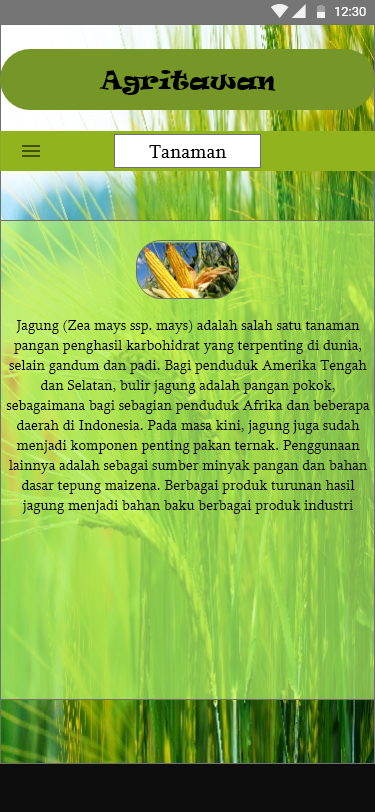 12:30
Agritawan
Tanaman
Jagung (Zea mays ssp. mays) adalah salah satu tanaman
pangan penghasil karbohidrat yang terpenting di dunia,
selain gandum dan padi. Bagi penduduk Amerika Tengah
dan Selatan, bulir jagung adalah pangan pokok,
sebagaimana bagi sebagian penduduk Afrika dan beberapa
daerah di Indonesia. Pada masa kini, jagung juga sudah
menjadi komponen penting pakan ternak. Penggunaan
lainnya adalah sebagai sumber minyak pangan dan bahan
dasar tepung maizena. Berbagai produk turunan hasil
jagung menjadi bahan baku berbagai produk industri